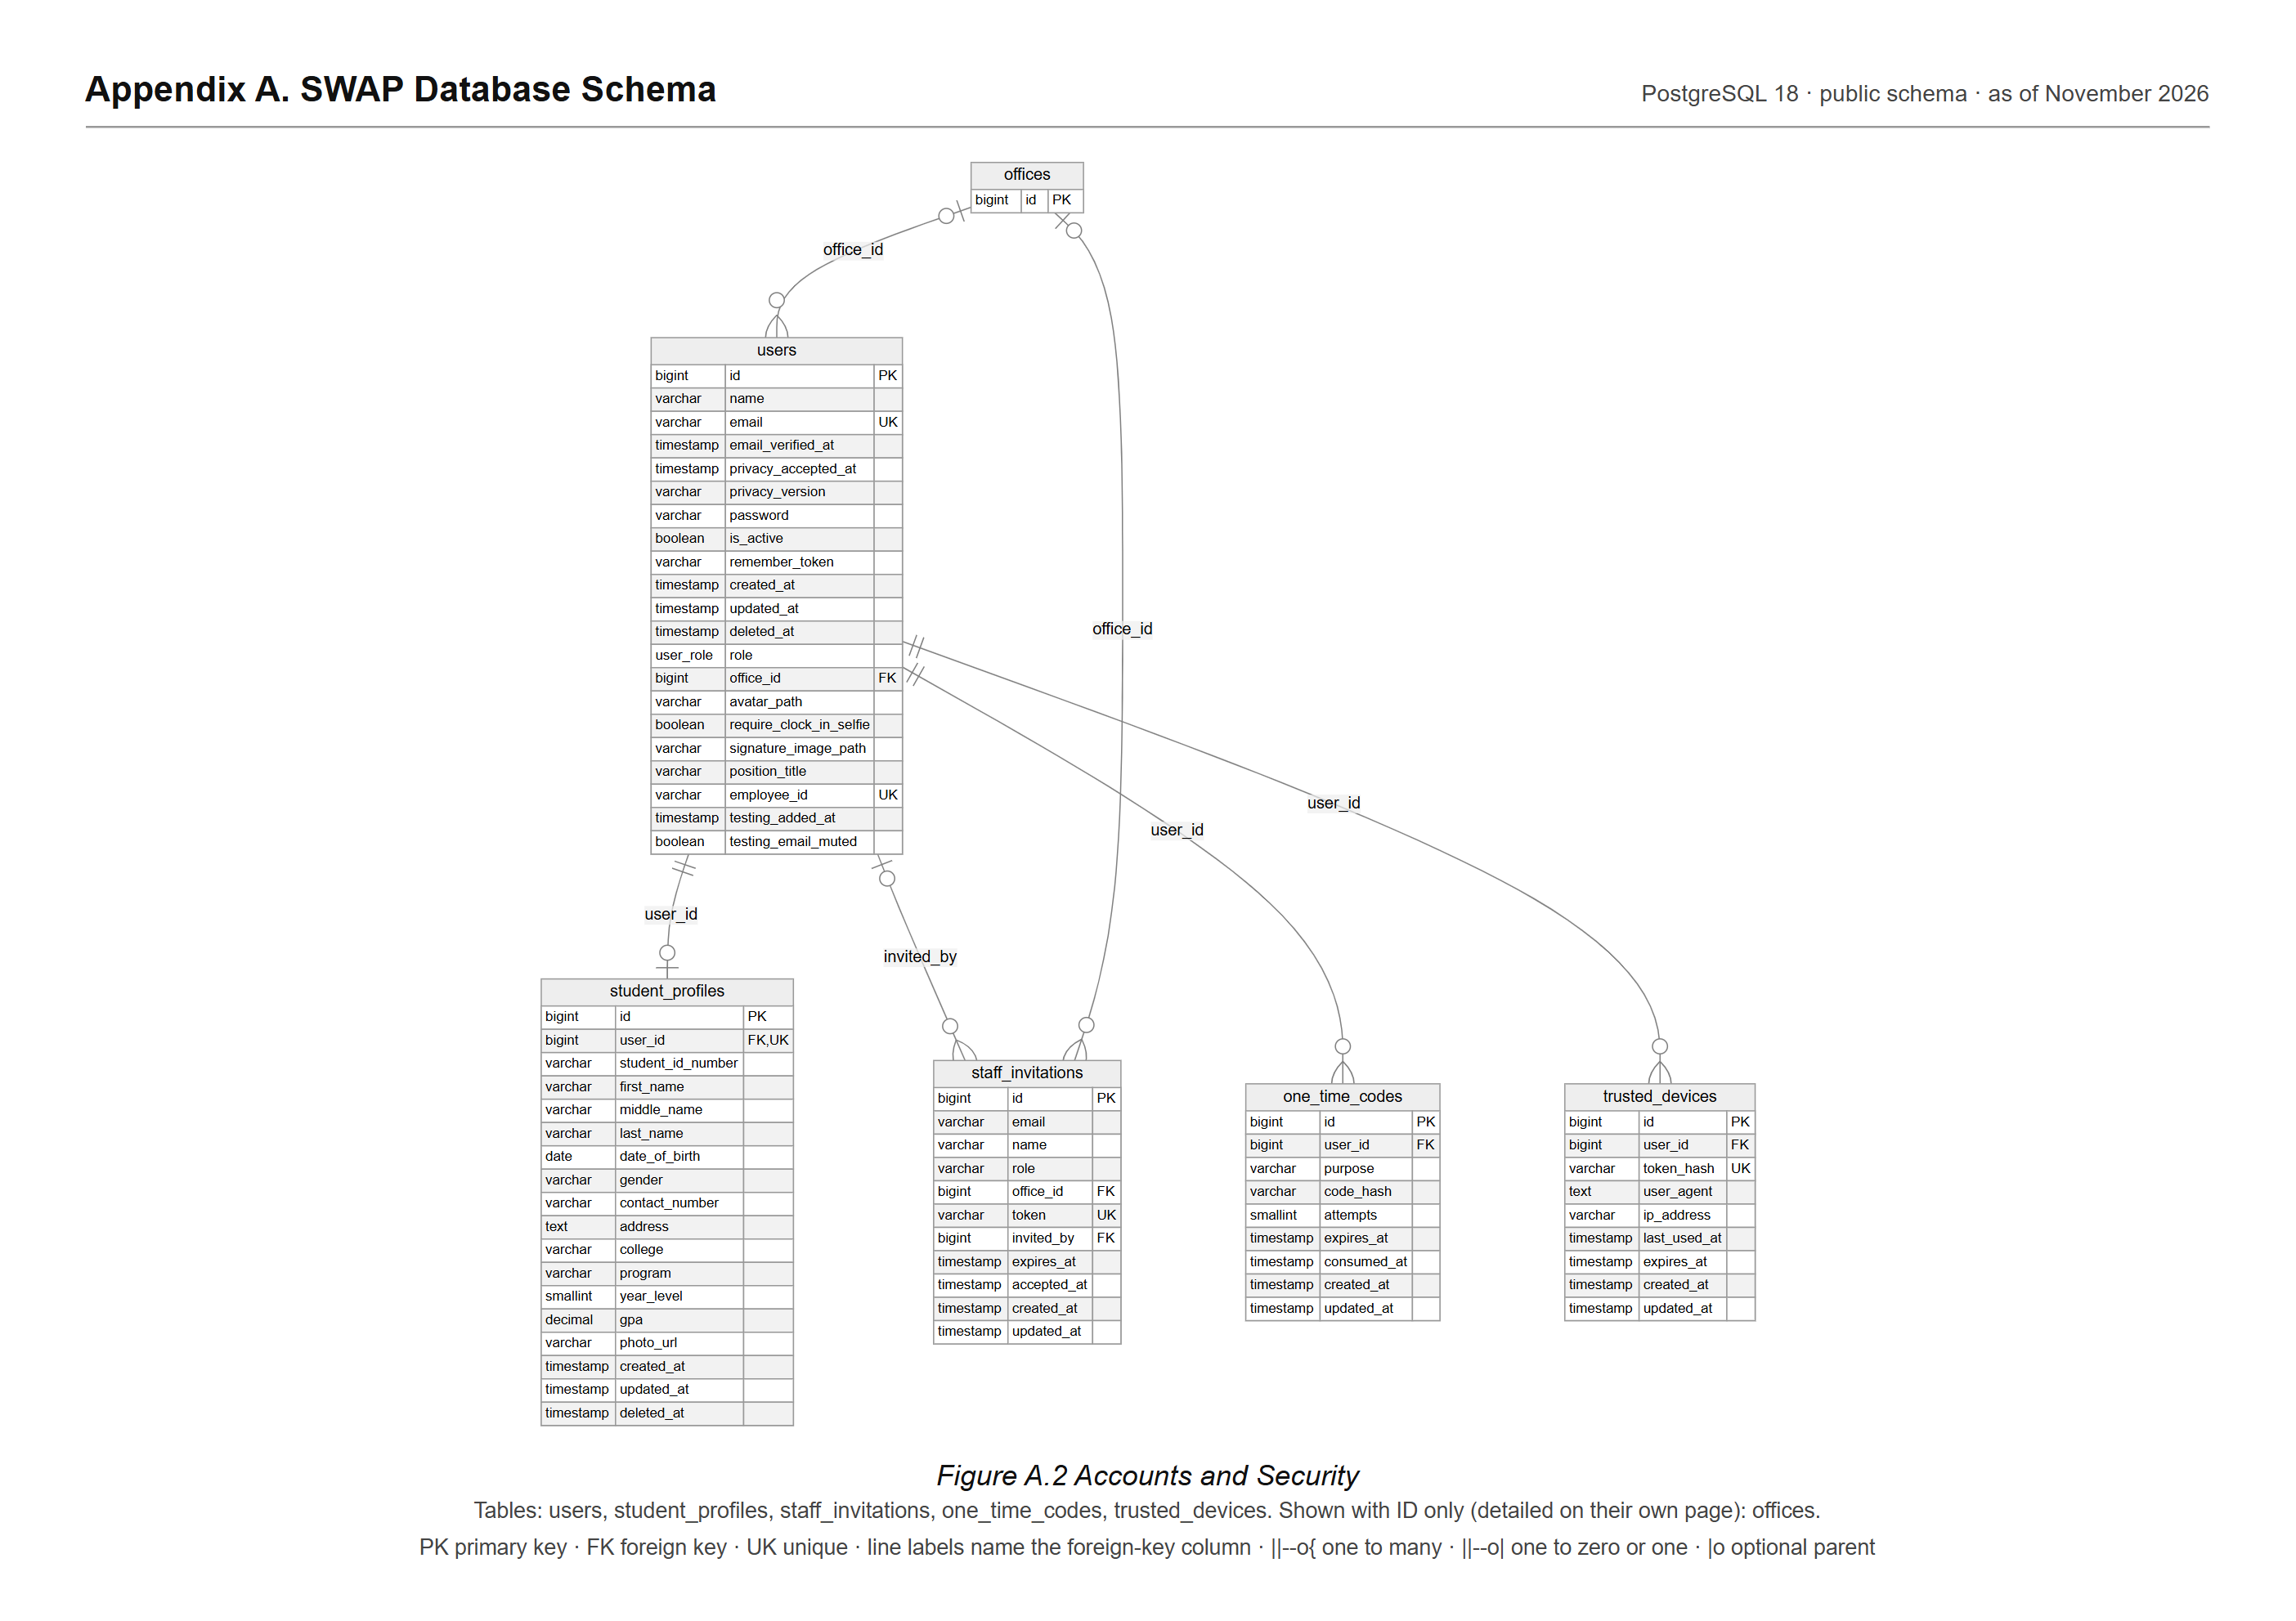 Appendix A. SWAP Database Schema
PostgreSQL 18 · public schema · as of November 2026
offices
bigint id PK
office_id
users
bigint id PK
varchar name
varchar email UK
timestamp email_verified_at
timestamp privacy_accepted_at
varchar privacy_version
varchar password
boolean is_active
varchar remember_token
timestamp created_at
timestamp updated_at
timestamp deleted_at
user_role role
bigint office_id FK
varchar avatar_path
boolean require_clock_in_selfie
varchar signature_image_path
varchar position_title
varchar employee_id UK
timestamp testing_added_at
boolean testing_email_muted
office_id
user_id
user_id
user_id
invited_by
student_profiles
bigint id PK
bigint user_id FK,UK
varchar student_id_number
varchar first_name
varchar middle_name
varchar last_name
date date_of_birth
varchar gender
varchar contact_number
text address
varchar college
varchar program
smallint year_level
decimal gpa
varchar photo_url
timestamp created_at
timestamp updated_at
timestamp deleted_at
staff_invitations
bigint id PK
varchar email
varchar name
varchar role
bigint office_id FK
varchar token UK
bigint invited_by FK
timestamp expires_at
timestamp accepted_at
timestamp created_at
timestamp updated_at
one_time_codes
bigint id PK
bigint user_id FK
varchar purpose
varchar code_hash
smallint attempts
timestamp expires_at
timestamp consumed_at
timestamp created_at
timestamp updated_at
trusted_devices
bigint id PK
bigint user_id FK
varchar token_hash UK
text user_agent
varchar ip_address
timestamp last_used_at
timestamp expires_at
timestamp created_at
timestamp updated_at
Figure A.2 Accounts and Security
Tables: users, student_profiles, staff_invitations, one_time_codes, trusted_devices. Shown with ID only (detailed on their own page): offices.
PK primary key · FK foreign key · UK unique · line labels name the foreign-key column · ||--o{ one to many · ||--o| one to zero or one · |o optional parent